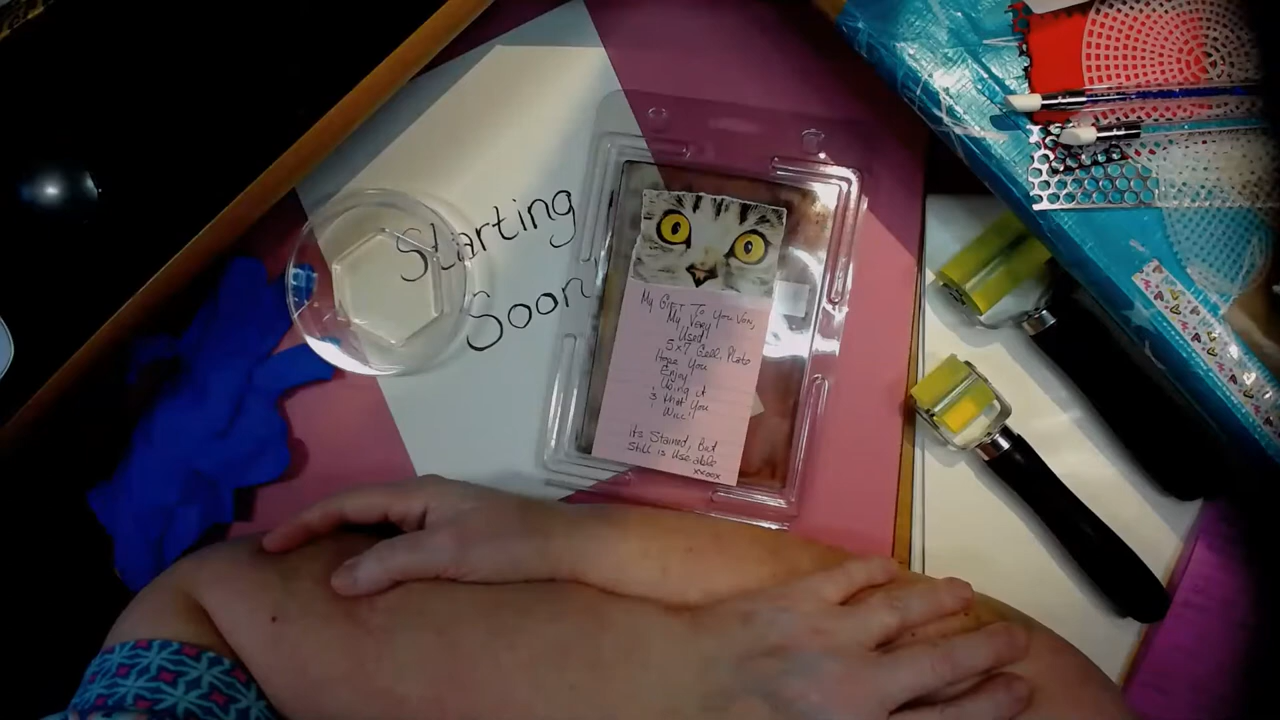 Starting
Soon
My Gift To You Von,
My Very
Used
5x7 Gelli Plate
Hope You
Enjoy
Using it
& that You
Will!
its Stained, But
Still is Useable
xxoox